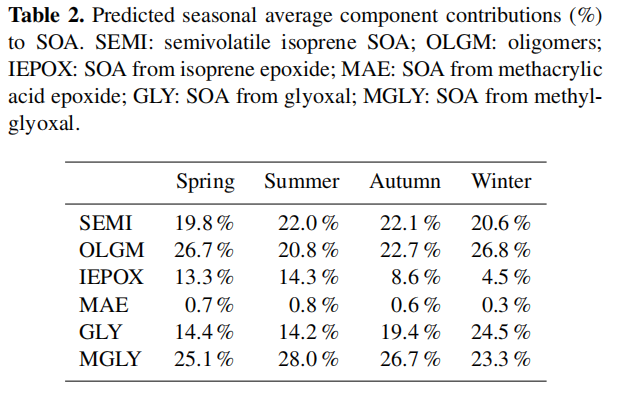 Table 2. Predicted seasonal average component contributions (%)
to SOA. SEMI: semivolatile isoprene SOA; OLGM: oligomers;
IEPOX: SOA from isoprene epoxide; MAE: SOA from methacrylic
acid epoxide; GLY: SOA from glyoxal; MGLY: SOA from methyl-
glyoxal.
Spring Summer Autumn Winter
SEMI 19.8 % 22.0 % 22.1 % 20.6 %
OLGM 26.7 % 20.8 % 22.7 % 26.8 %
IEPOX 13.3 % 14.3 % 8.6 % 4.5 %
MAE 0.7 % 0.8 % 0.6 % 0.3 %
GLY 14.4 % 14.2 % 19.4 % 24.5 %
MGLY 25.1 % 28.0 % 26.7 % 23.3 %